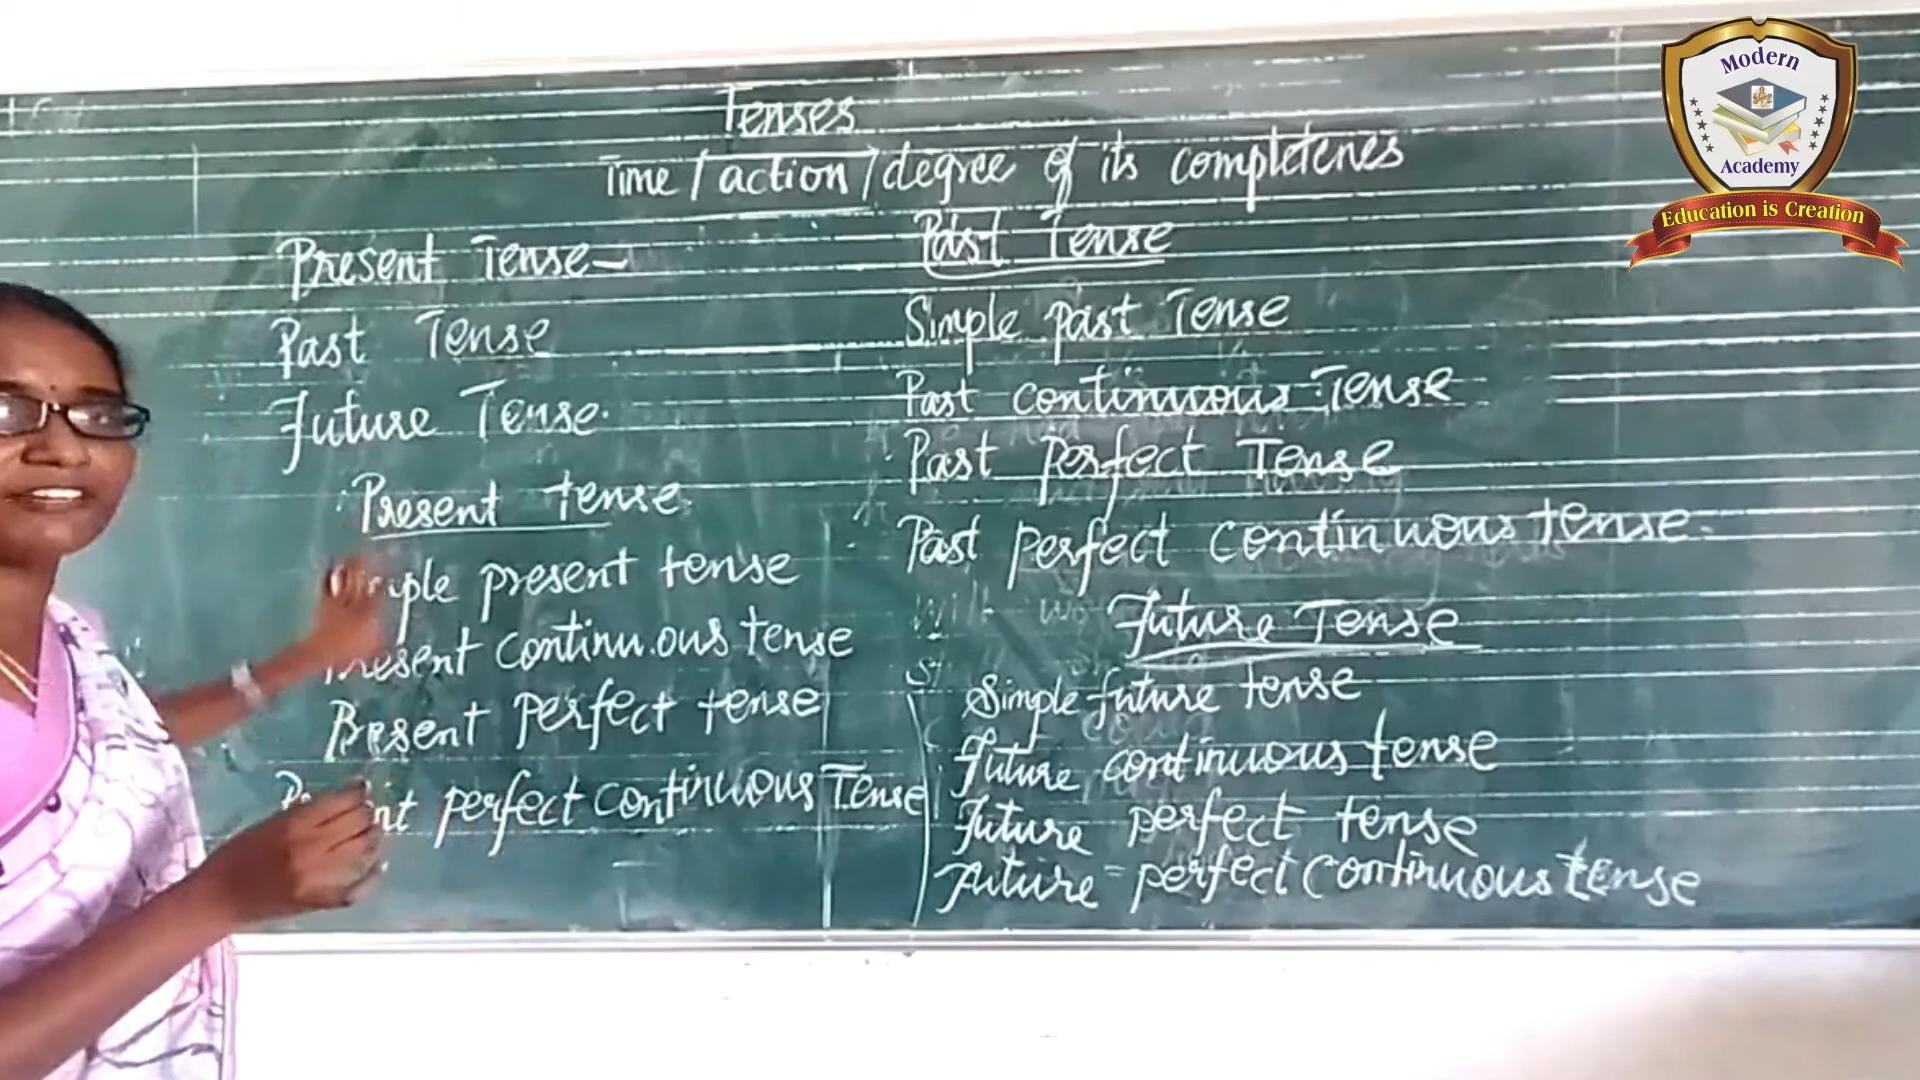 Tenses
Time / action / degree of its completenes
Present Tense-
Past Tense
Future Tense.
Present tense
present tense
continuous tense
Present perfect tense
perfect continuous Tense
Past Tense
Simple past Tense
Past continuous Tense
Past perfect Tense
Past perfect continuous tense.
Future Tense
Simple future tense
Future continuous tense
Future perfect tense
Future perfect continuous tense
Modern
Academy
Education is Creation